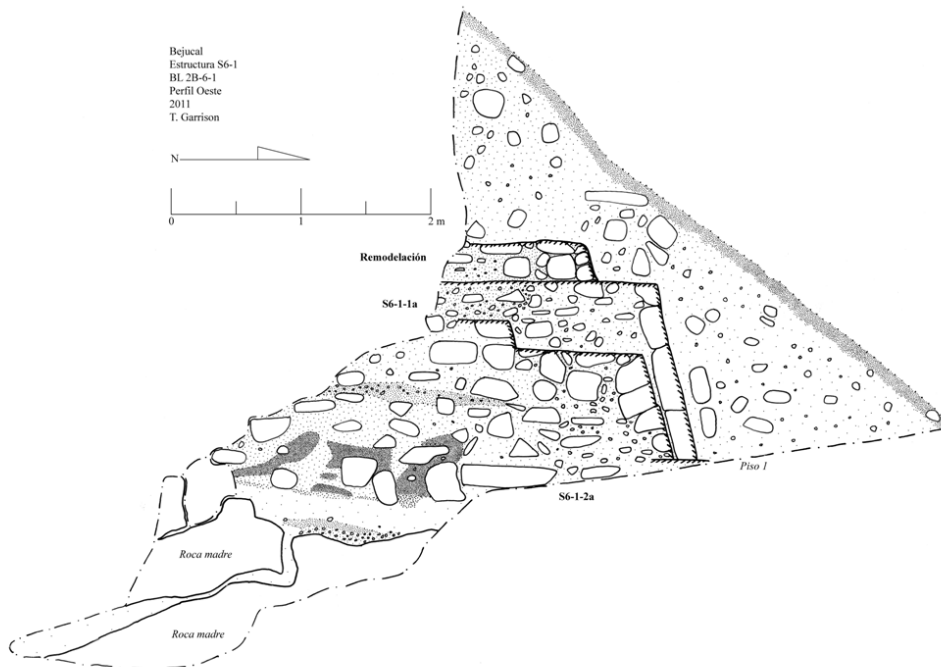 Bejucal
Estructura S6-1
BL 2B-6-1
Perfil Oeste
2011
T. Garrison
N
0 1 2 m
Remodelación
S6-1-1a
Piso 1
S6-1-2a
Roca madre
Roca madre